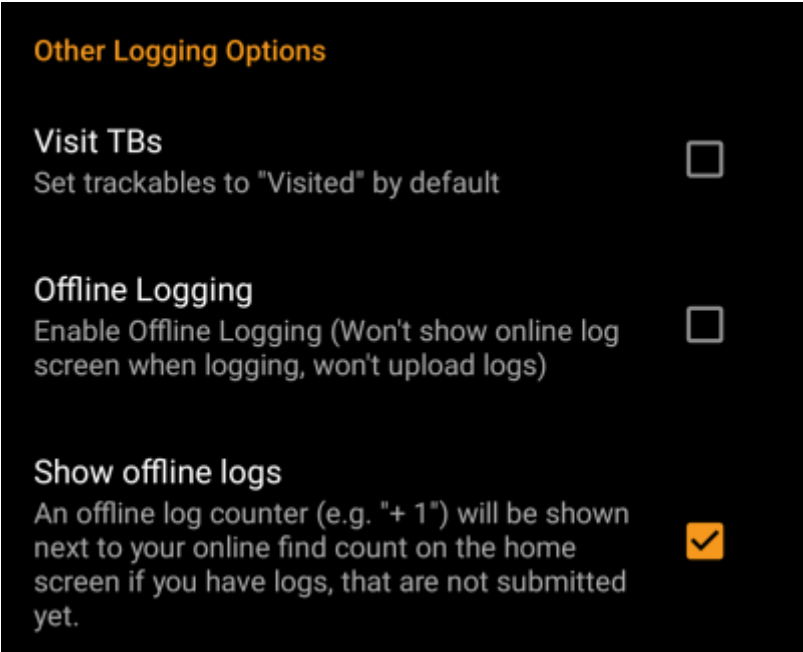 Other Logging Options
Visit TBs
Set trackables to "Visited" by default
Offline Logging
Enable Offline Logging (Won't show online log
screen when logging, won't upload logs)
Show offline logs
An offline log counter (e.g. "+ 1") will be shown
next to your online find count on the home
screen if you have logs, that are not submitted
yet.